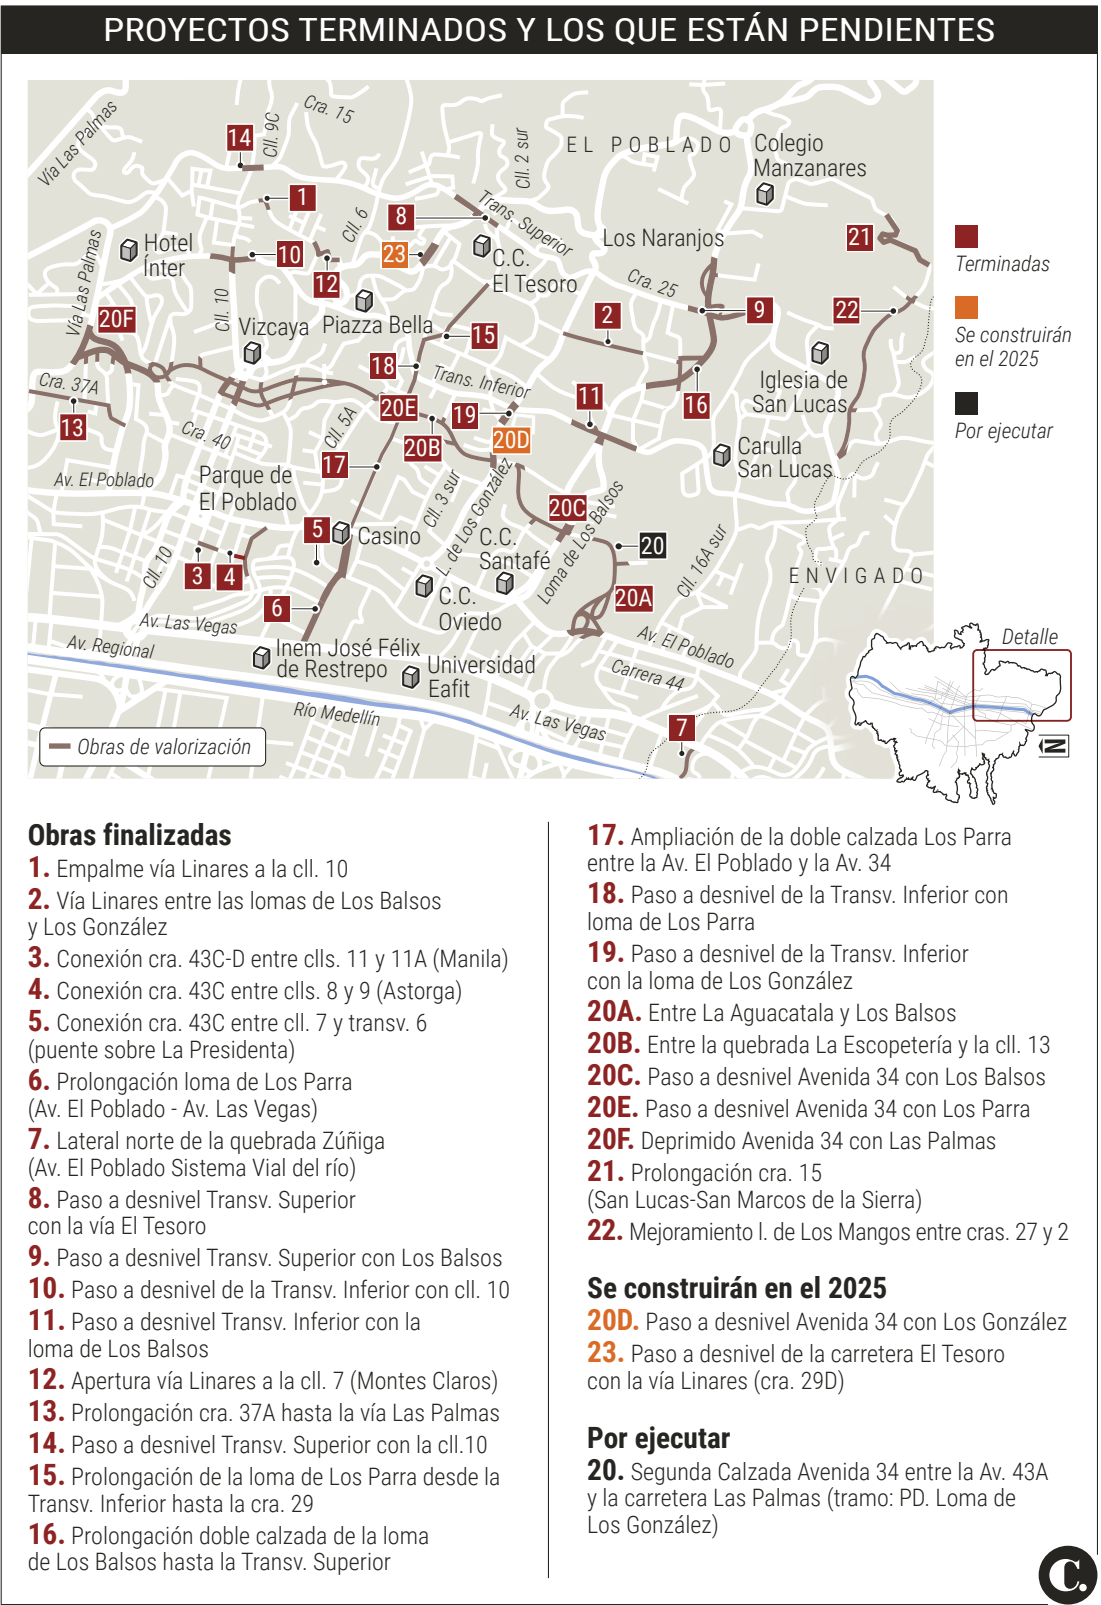 PROYECTOS TERMINADOS Y LOS QUE ESTÁN PENDIENTES
Vía Las Palmas
Cra. 15
Cll. 9C
14
Cll. 2 sur
EL POBLADO
Colegio
Manzanares
1
Cll. 6
8
Trans. Superior
Hotel
Ínter
10
12
23
C.C.
El Tesoro
Los Naranjos
21
Terminadas
Vía Las Palmas
20F
Cll. 10
Vizcaya
Piazza Bella
15
Cra. 25
2
9
22
Se construirán
en el 2025
Cra. 37A
13
18
Trans. Inferior
20E
19
20B
20D
11
16
Iglesia de
San Lucas
Por ejecutar
Cra. 40
Cll. 5A
17
Carulla
San Lucas
Av. El Poblado
Parque de
El Poblado
Cll. 3 sur
L. de Los González
20C
Loma de Los Balsos
5
Casino
C.C.
Santafé
20
Cll. 16A sur
ENVIGADO
Cll. 10
3
4
6
C.C.
Oviedo
20A
Av. Las Vegas
Av. Regional
Inem José Félix
de Restrepo
Universidad
Eafit
Av. El Poblado
Carrera 44
Río Medellín
Av. Las Vegas
7
Detalle
N
Obras de valorización
Obras finalizadas
1. Empalme vía Linares a la cll. 10
2. Vía Linares entre las lomas de Los Balsos
y Los González
3. Conexión cra. 43C-D entre clls. 11 y 11A (Manila)
4. Conexión cra. 43C entre clls. 8 y 9 (Astorga)
5. Conexión cra. 43C entre cll. 7 y transv. 6
(puente sobre La Presidenta)
6. Prolongación loma de Los Parra
(Av. El Poblado - Av. Las Vegas)
7. Lateral norte de la quebrada Zúñiga
(Av. El Poblado Sistema Vial del río)
8. Paso a desnivel Transv. Superior
con la vía El Tesoro
9. Paso a desnivel Transv. Superior con Los Balsos
10. Paso a desnivel de la Transv. Inferior con cll. 10
11. Paso a desnivel Transv. Inferior con la
loma de Los Balsos
12. Apertura vía Linares a la cll. 7 (Montes Claros)
13. Prolongación cra. 37A hasta la vía Las Palmas
14. Paso a desnivel Transv. Superior con la cll.10
15. Prolongación de la loma de Los Parra desde la
Transv. Inferior hasta la cra. 29
16. Prolongación doble calzada de la loma
de Los Balsos hasta la Transv. Superior
17. Ampliación de la doble calzada Los Parra
entre la Av. El Poblado y la Av. 34
18. Paso a desnivel de la Transv. Inferior con
loma de Los Parra
19. Paso a desnivel de la Transv. Inferior
con la loma de Los González
20A. Entre La Aguacatala y Los Balsos
20B. Entre la quebrada La Escopetería y la cll. 13
20C. Paso a desnivel Avenida 34 con Los Balsos
20E. Paso a desnivel Avenida 34 con Los Parra
20F. Deprimido Avenida 34 con Las Palmas
21. Prolongación cra. 15
(San Lucas-San Marcos de la Sierra)
22. Mejoramiento l. de Los Mangos entre cras. 27 y 2
Se construirán en el 2025
20D. Paso a desnivel Avenida 34 con Los González
23. Paso a desnivel de la carretera El Tesoro
con la vía Linares (cra. 29D)
Por ejecutar
20. Segunda Calzada Avenida 34 entre la Av. 43A
y la carretera Las Palmas (tramo: PD. Loma de
Los González)
C.